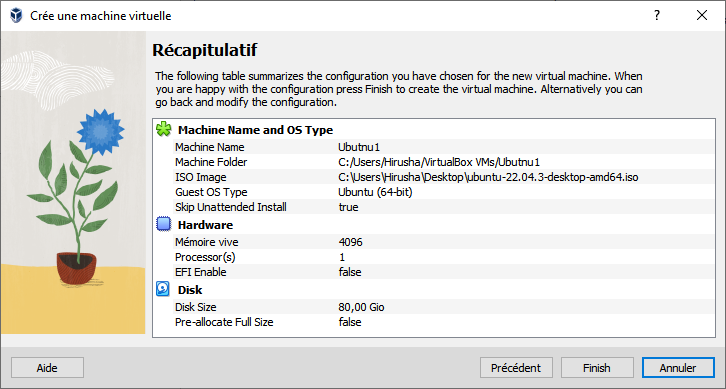 Crée une machine virtuelle
Récapitulatif
The following table summarizes the configuration you have chosen for the new virtual machine. When
you are happy with the configuration press Finish to create the virtual machine. Alternatively you can
go back and modify the configuration.
Machine Name and OS Type
Machine Name Ubutnu1
Machine Folder C:/Users/Hirusha/VirtualBox VMs/Ubutnu1
ISO Image C:\Users\Hirusha\Desktop\ubuntu-22.04.3-desktop-amd64.iso
Guest OS Type Ubuntu (64-bit)
Skip Unattended Install true
Hardware
Mémoire vive 4096
Processor(s) 1
EFI Enable false
Disk
Disk Size 80,00 Gio
Pre-allocate Full Size false
Aide Précédent Finish Annuler